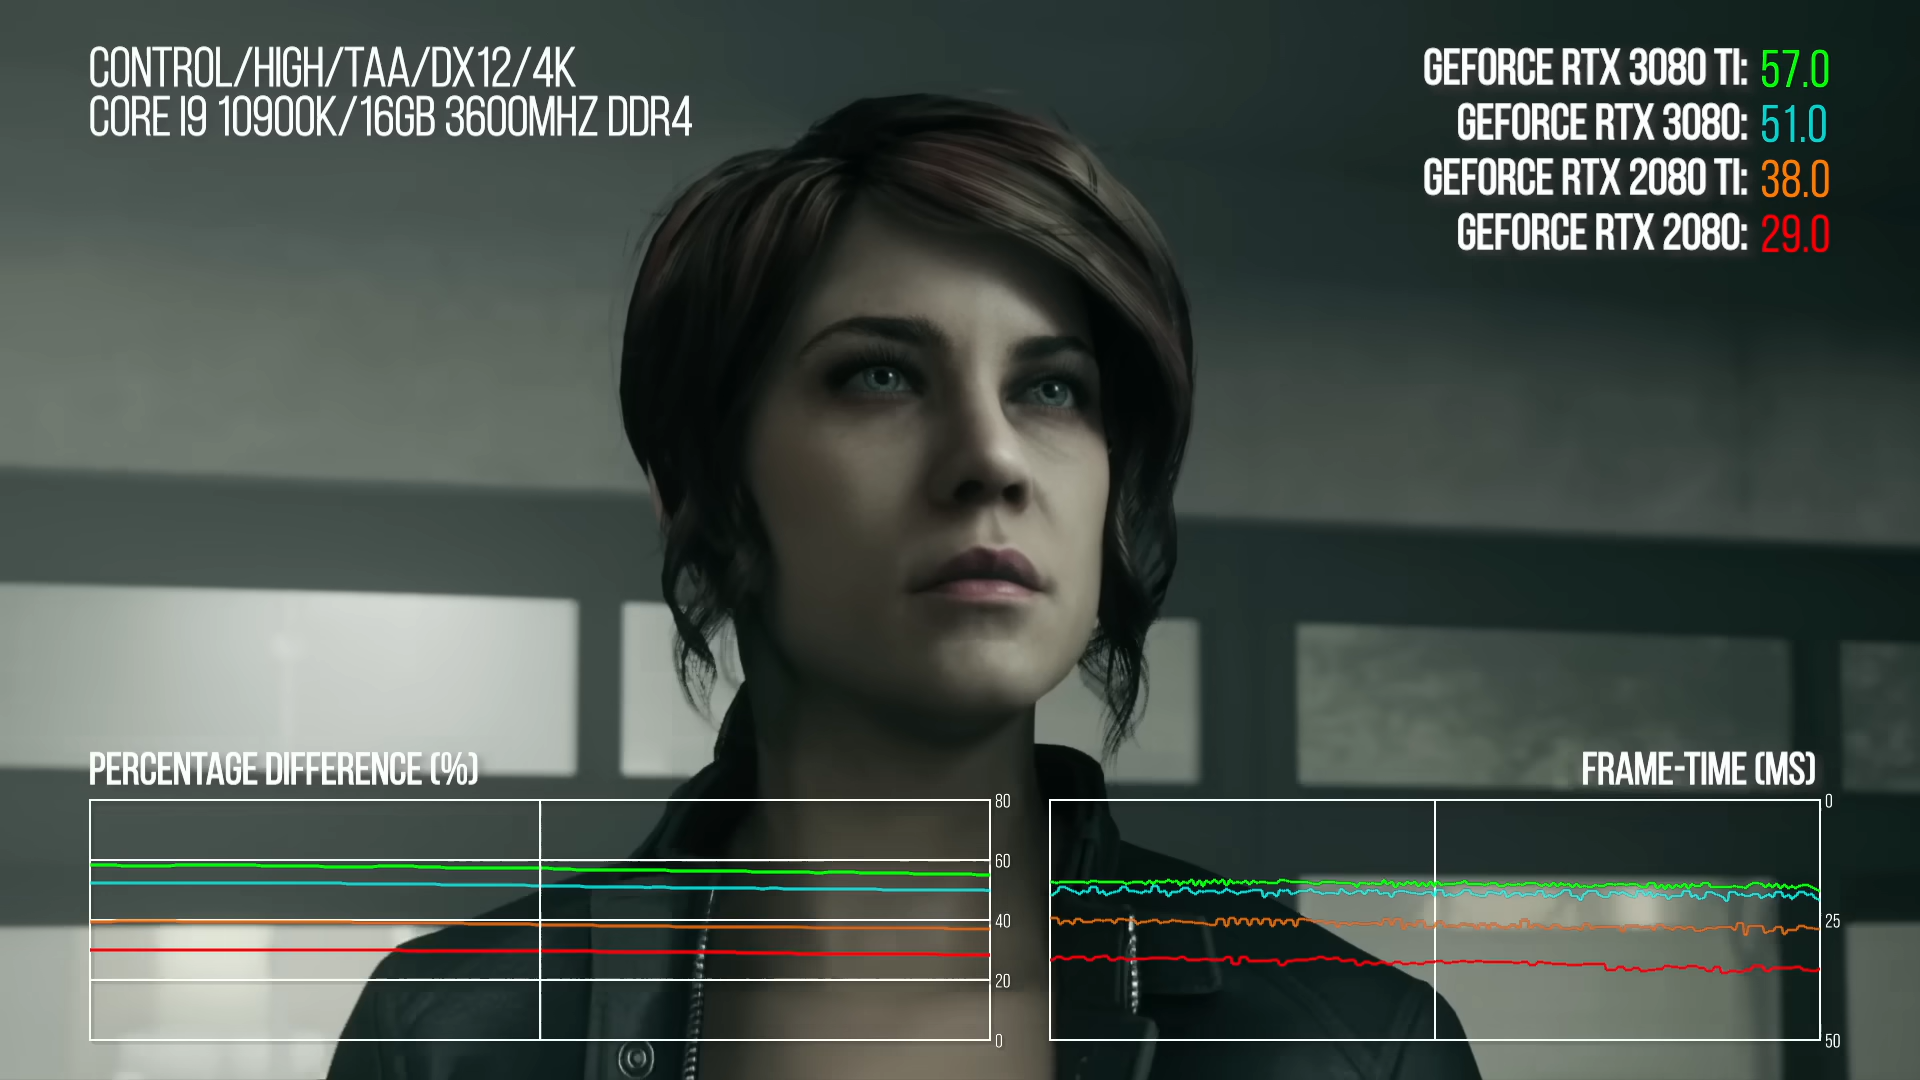 CONTROL/HIGH/TAA/DX12/4K
CORE I9 10900K/16GB 3600MHZ DDR4
GEFORCE RTX 3080 TI: 57.0
GEFORCE RTX 3080: 51.0
GEFORCE RTX 2080 TI: 38.0
GEFORCE RTX 2080: 29.0
PERCENTAGE DIFFERENCE (%)
80
60
40
20
0
FRAME-TIME (MS)
0
25
50